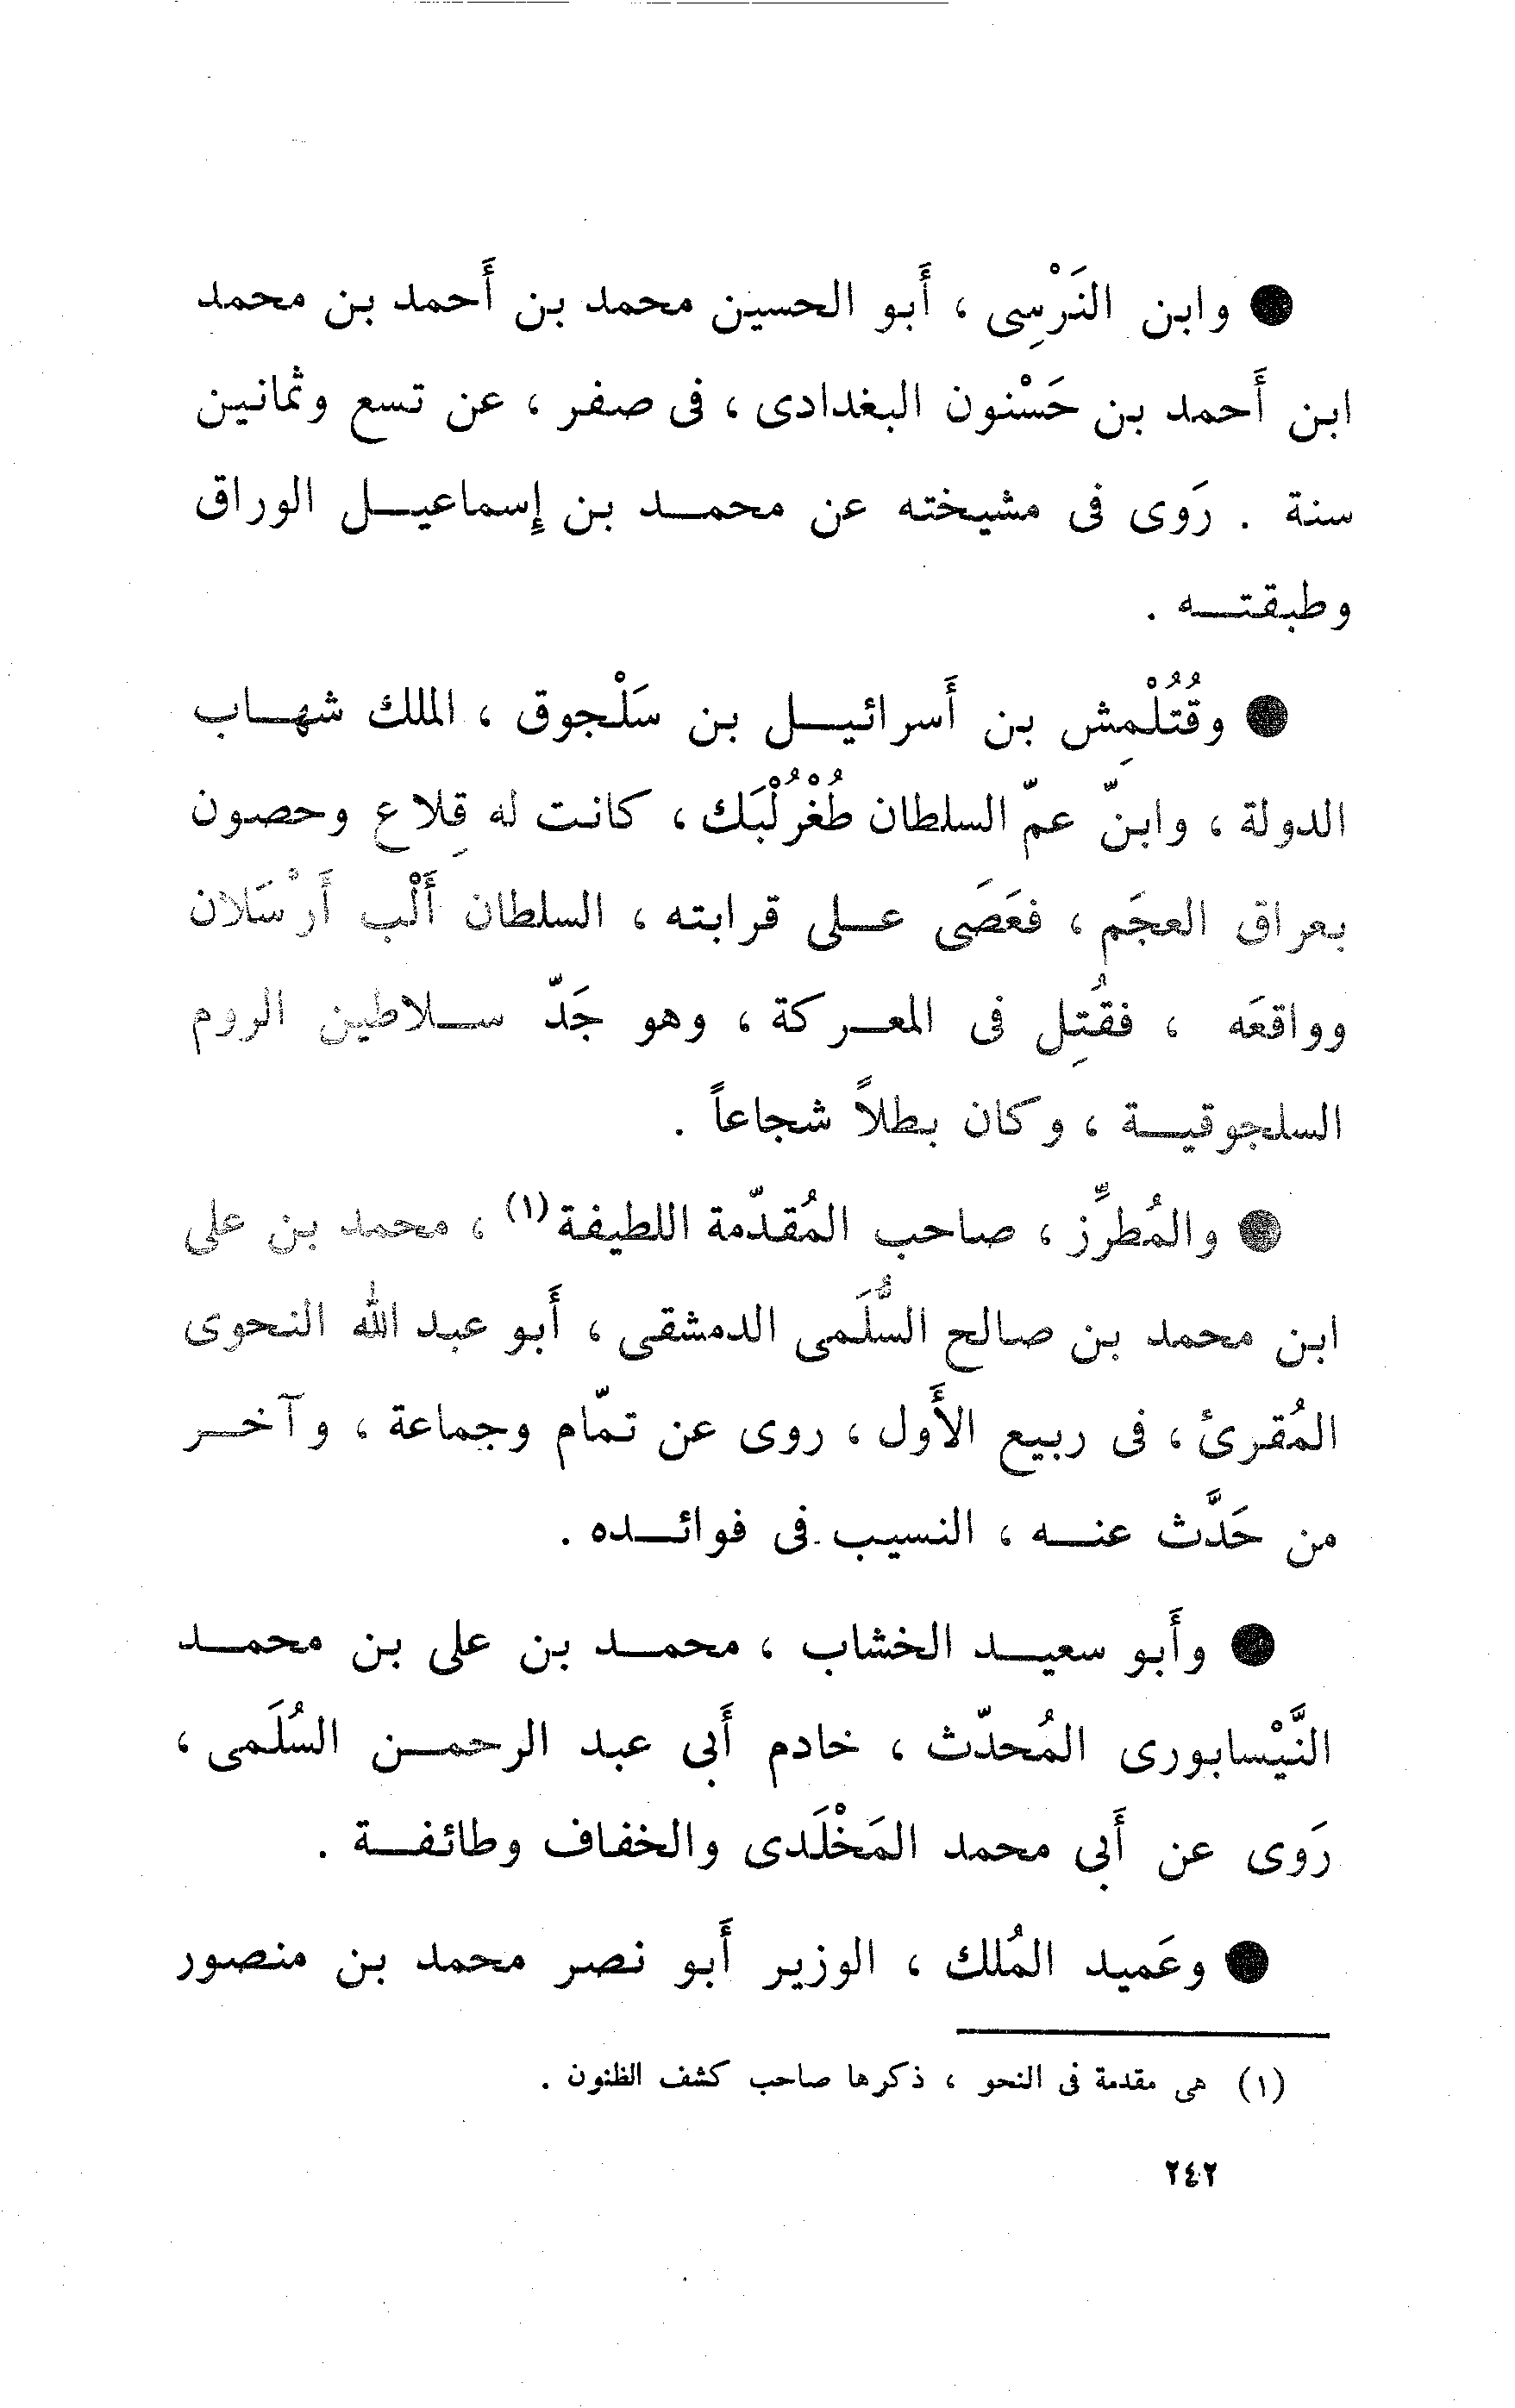 ● وابن النَرْسِى ، أَبو الحسين محمد بن أَحمد بن محمد
ابن أَحمد بن حَسْنون البغدادى ، فى صفر ، عن تسع وثمانين
سنة . رَوى فى مشيخته عن محمد بن إِسماعيل الوراق
وطبقته .
● وقُتُلْمِش بن أَسرائيل بن سَلْجوق ، الملك شهاب
الدولة ، وابنّ عمّ السلطان طُغْرُلْبَك ، كانت له قِلاع وحصون
بعراق العجَم ، فعَصَى على قرابته ، السلطان أَلْب أَرْسَلان
وواقعَه ، فقُتِل فى المعركة ، وهو جَدّ سلاطين الروم
السلجوقية ، وكان بطلاً شجاعاً .
● والمُطرِّز ، صاحب المُقدّمة اللطيفة (١) ، محمد بن على
ابن محمد بن صالح السُّلَمى الدمشقى ، أَبو عبد الله النحوى
المُقرئ ، فى ربيع الأَول ، روى عن تمّام وجماعة ، وآخر
من حَدَّث عنه ، النسيب فى فوائده .
● وأَبو سعيد الخشاب ، محمد بن على بن محمد
النَّيْسابورى المُحدّث ، خادم أَبى عبد الرحمن السُلَمى ،
رَوى عن أَبى محمد المَخْلَدى والخفاف وطائفة .
● وعَميد المُلك ، الوزير أَبو نصر محمد بن منصور
(١) هى مقدمة فى النحو ، ذكرها صاحب كشف الظنون .
٢٤٢